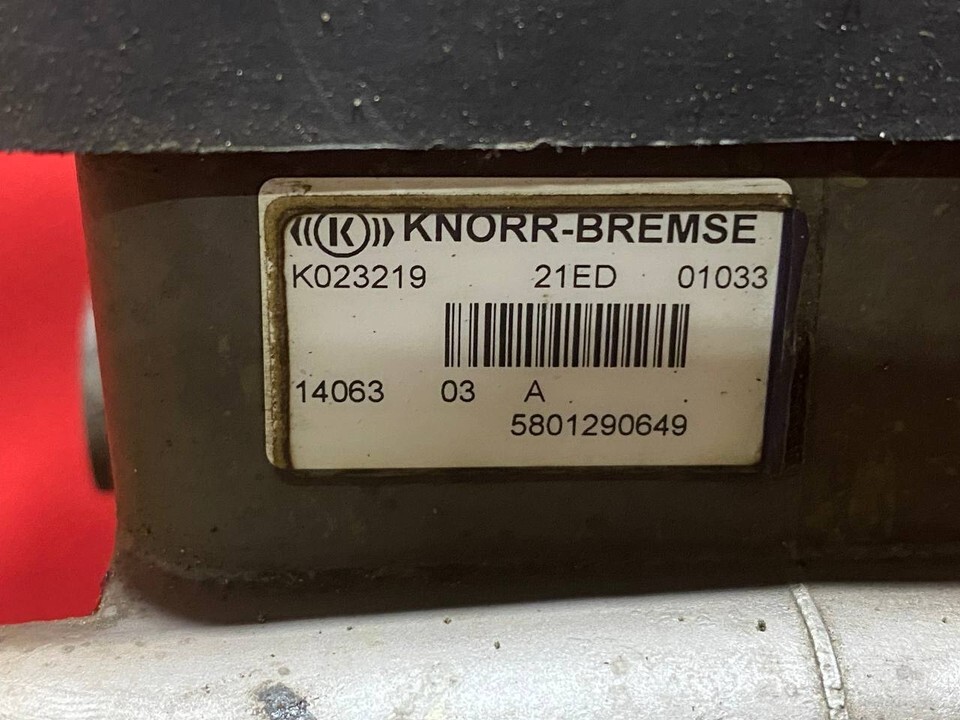 ((K)) KNORR-BREMSE
K023219 21ED 01033
14063 03 A
5801290649